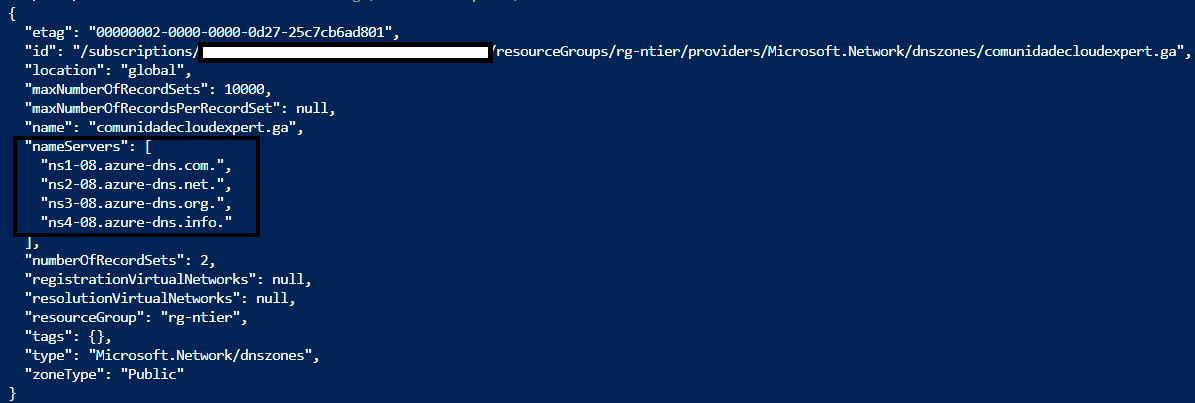 {
"etag": "00000002-0000-0000-0d27-25c7cb6ad801",
"id": "/subscriptions/ /resourceGroups/rg-ntier/providers/Microsoft.Network/dnszones/comunidadecloudexpert.ga",
"location": "global",
"maxNumberOfRecordSets": 10000,
"maxNumberOfRecordsPerRecordSet": null,
"name": "comunidadecloudexpert.ga",
"nameServers": [
"ns1-08.azure-dns.com.",
"ns2-08.azure-dns.net.",
"ns3-08.azure-dns.org.",
"ns4-08.azure-dns.info."
],
"numberOfRecordSets": 2,
"registrationVirtualNetworks": null,
"resolutionVirtualNetworks": null,
"resourceGroup": "rg-ntier",
"tags": {},
"type": "Microsoft.Network/dnszones",
"zoneType": "Public"
}